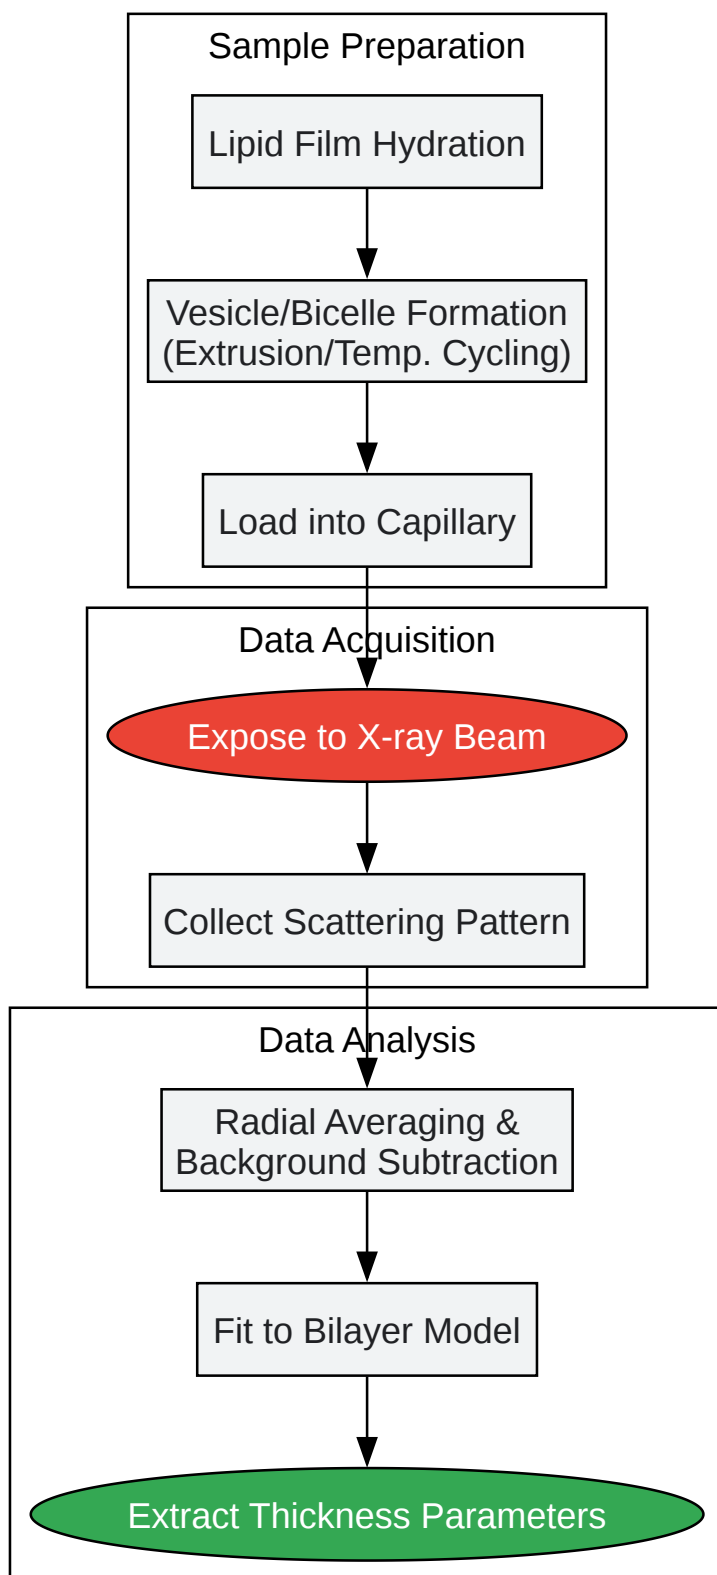 Sample Preparation
Lipid Film Hydration
Vesicle/Bicelle Formation
(Extrusion/Temp. Cycling)
Load into Capillary
Data Acquisition
Expose to X-ray Beam
Collect Scattering Pattern
Data Analysis
Radial Averaging &
Background Subtraction
Fit to Bilayer Model
Extract Thickness Parameters